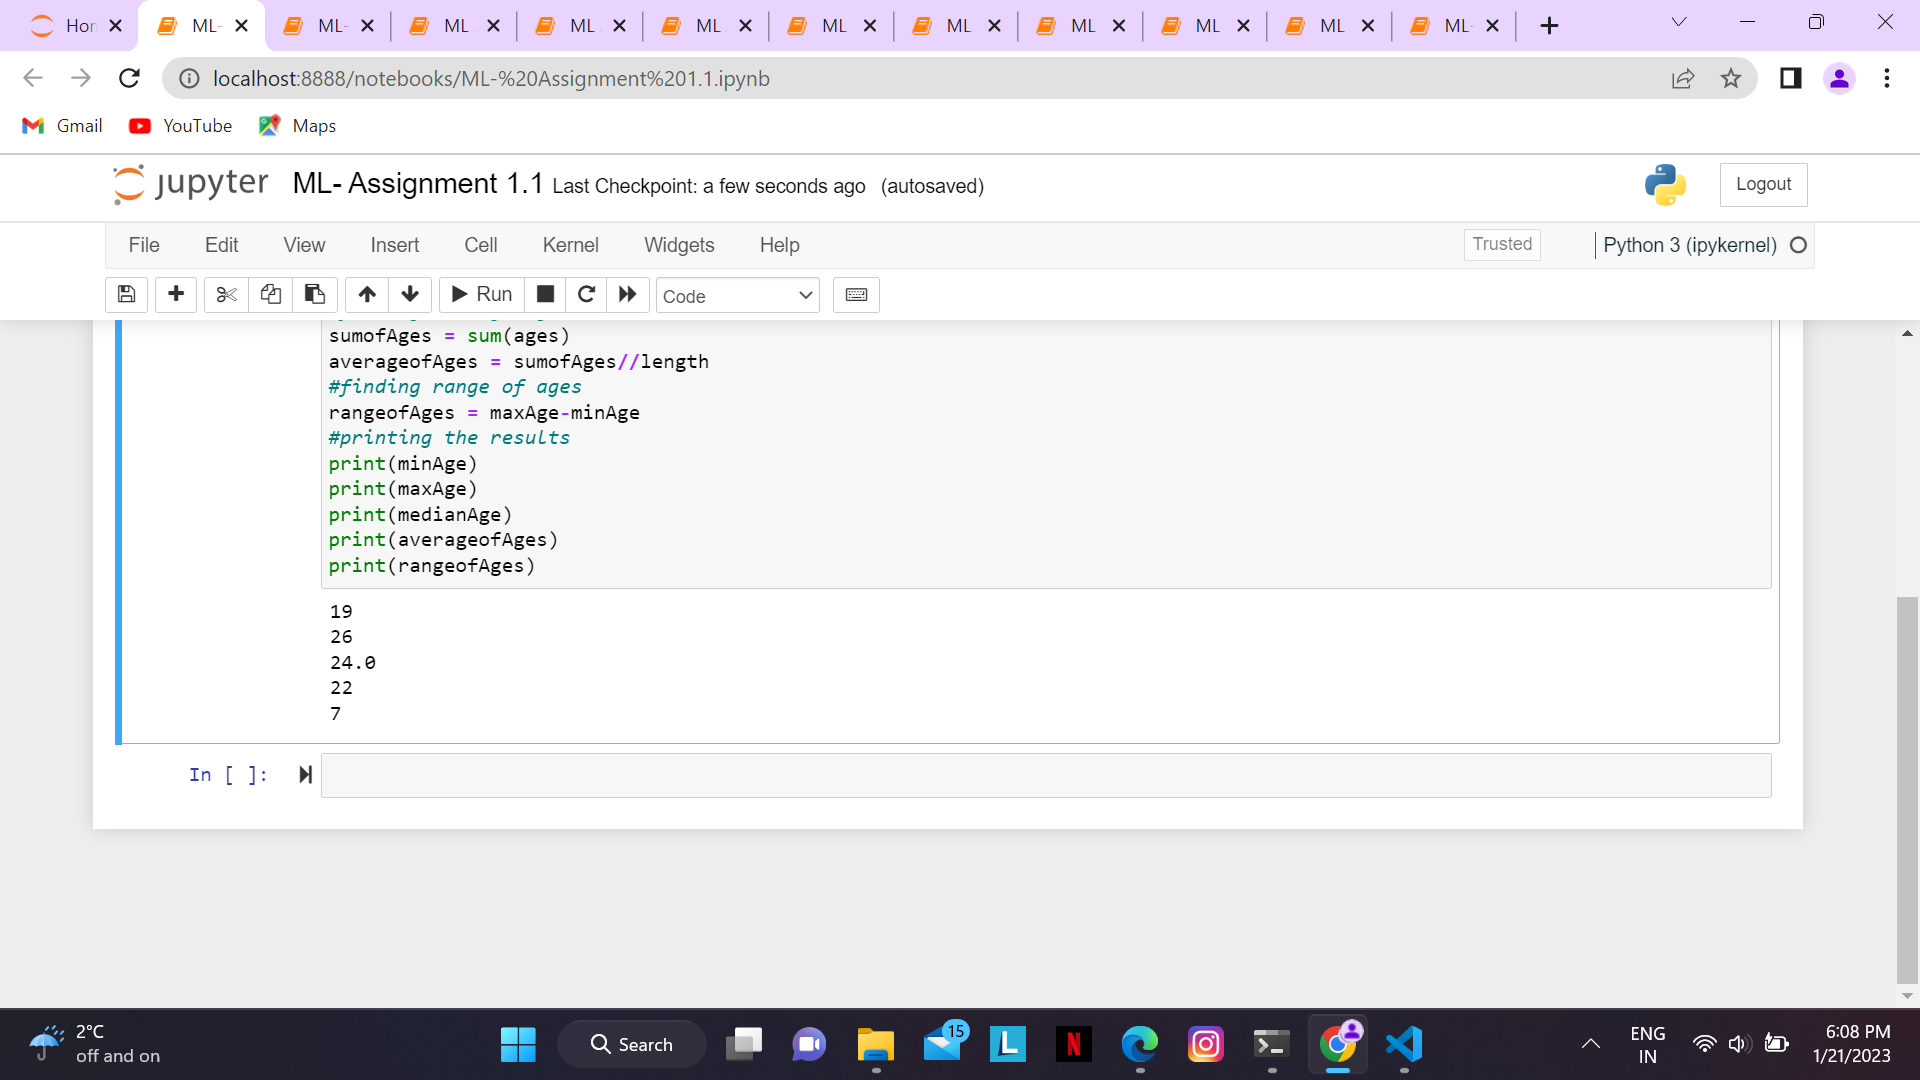 Hor
ML-
ML-
ML
ML
ML
ML
ML
ML
ML
ML
ML-
localhost:8888/notebooks/ML-%20Assignment%201.1.ipynb
Gmail
YouTube
Maps
jupyter
ML- Assignment 1.1 Last Checkpoint: a few seconds ago (autosaved)
Logout
File Edit View Insert Cell Kernel Widgets Help
Trusted
Python 3 (ipykernel)
Run
Code
sumofAges = sum(ages)
averageofAges = sumofAges//length
#finding range of ages
rangeofAges = maxAge-minAge
#printing the results
print(minAge)
print(maxAge)
print(medianAge)
print(averageofAges)
print(rangeofAges)
19
26
24.0
22
7
In [ ]:
2°C
off and on
Search
15
L
N
ENG
IN
6:08 PM
1/21/2023